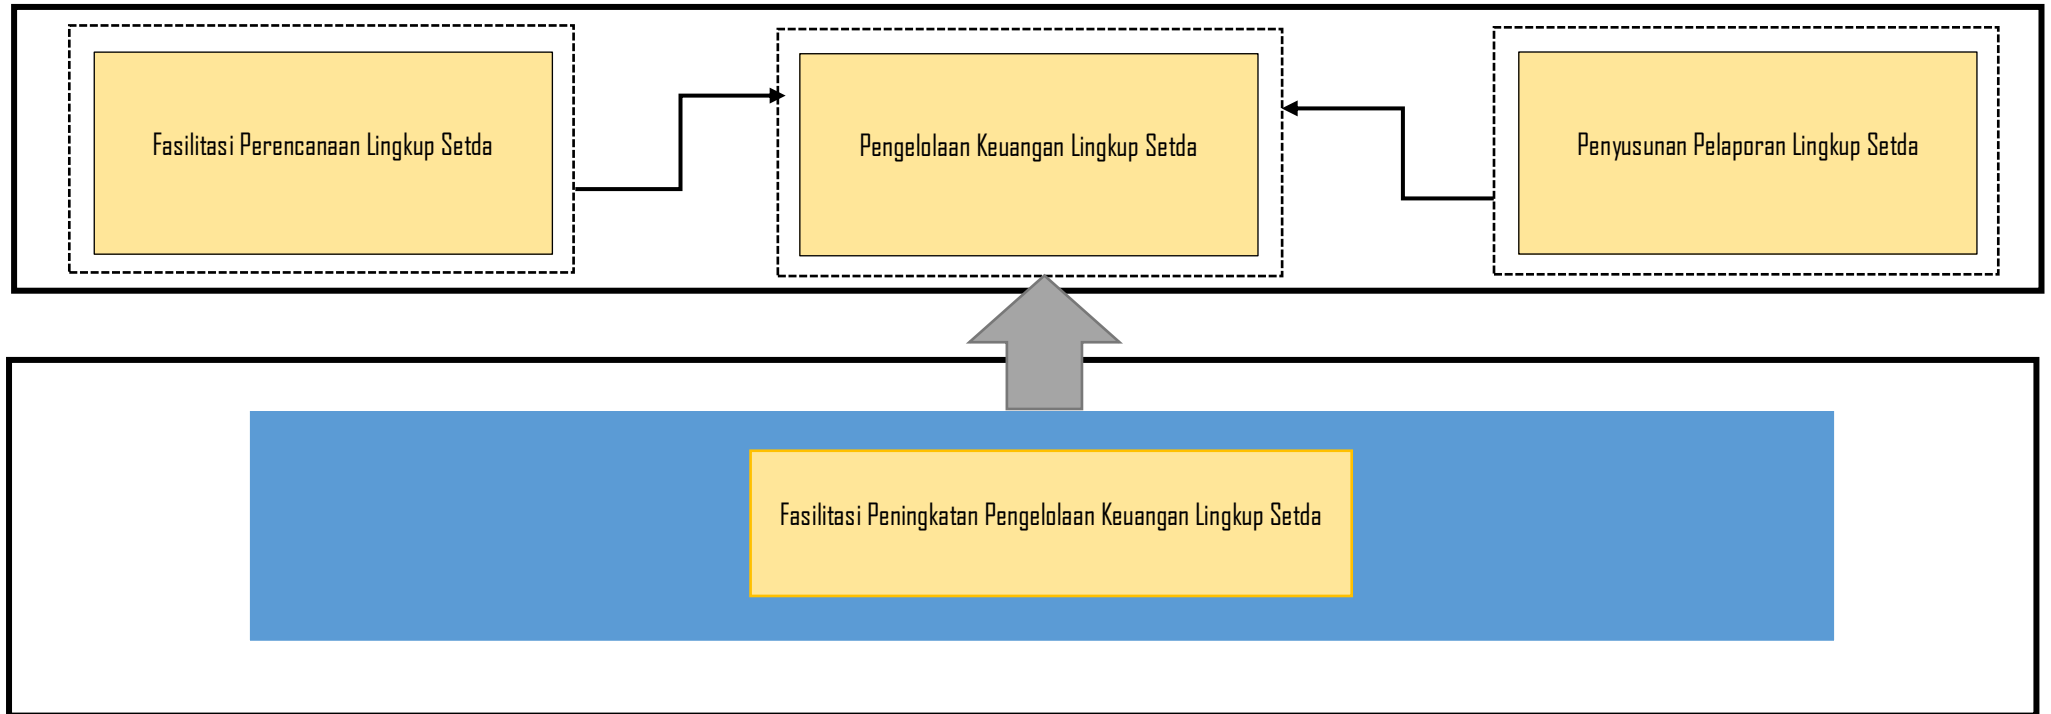 Fasilitasi Perencanaan Lingkup Setda
Pengelolaan Keuangan Lingkup Setda
Penyusunan Pelaporan Lingkup Setda
Fasilitasi Peningkatan Pengelolaan Keuangan Lingkup Setda